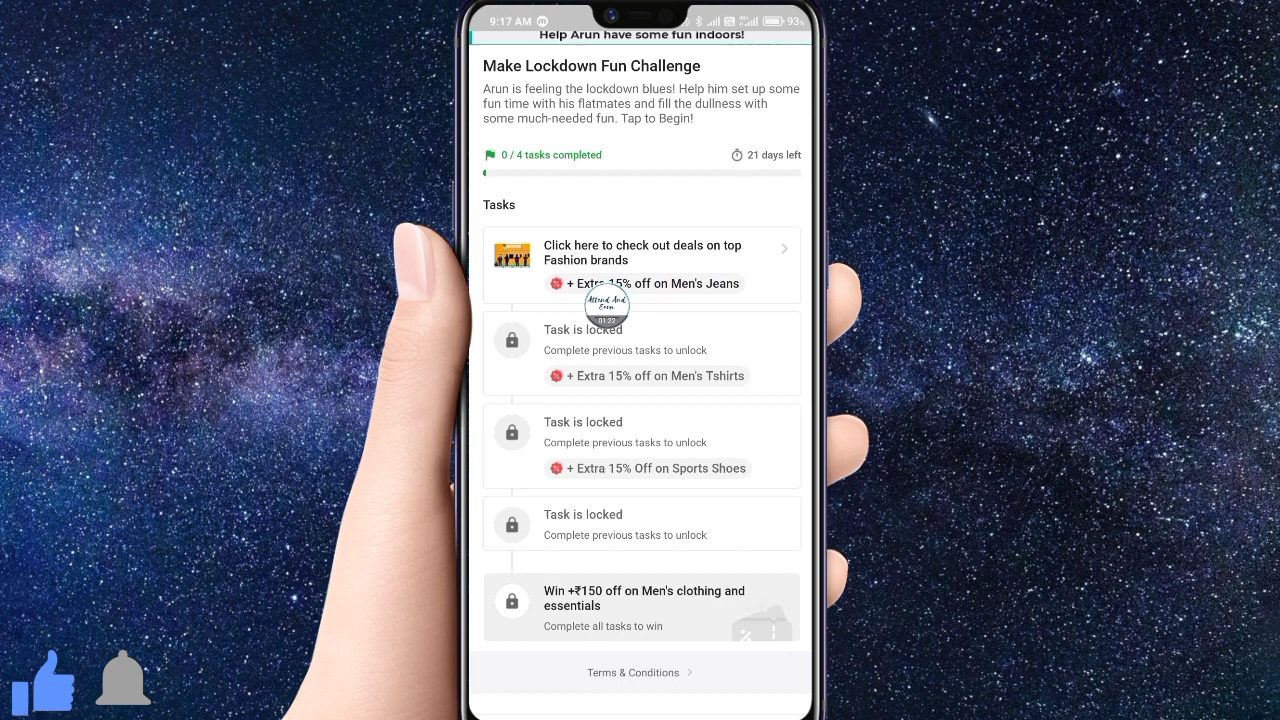 9:17 AM
93%
Help Arun have some fun indoors!
Make Lockdown Fun Challenge
Arun is feeling the lockdown blues! Help him set up some
fun time with his flatmates and fill the dullness with
some much-needed fun. Tap to Begin!
0 / 4 tasks completed
21 days left
Tasks
Click here to check out deals on top
Fashion brands
+ Extra 15% off on Men's Jeans
Attend And
Earn
01:22
Task is locked
Complete previous tasks to unlock
+ Extra 15% off on Men's Tshirts
Task is locked
Complete previous tasks to unlock
+ Extra 15% Off on Sports Shoes
Task is locked
Complete previous tasks to unlock
Win +₹150 off on Men's clothing and
essentials
Complete all tasks to win
Terms & Conditions